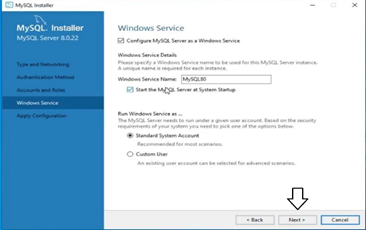 MySQL Installer
MySQL. Installer
MySQL Server 8.0.22
Type and Networking
Authentication Method
Accounts and Roles
Windows Service
Apply Configuration
Windows Service
Configure MySQL Server as a Windows Service
Windows Service Details
Please specify a Windows Service name to be used for this MySQL Server instance.
A unique name is required for each instance.
Windows Service Name: MySQL80
Start the MySQL Server at System Startup
Run Windows Service as ...
The MySQL Server needs to run under a given user account. Based on the security
requirements of your system you need to pick one of the options below.
Standard System Account
Recommended for most scenarios.
Custom User
An existing user account can be selected for advanced scenarios.
< Back
Next >
Cancel